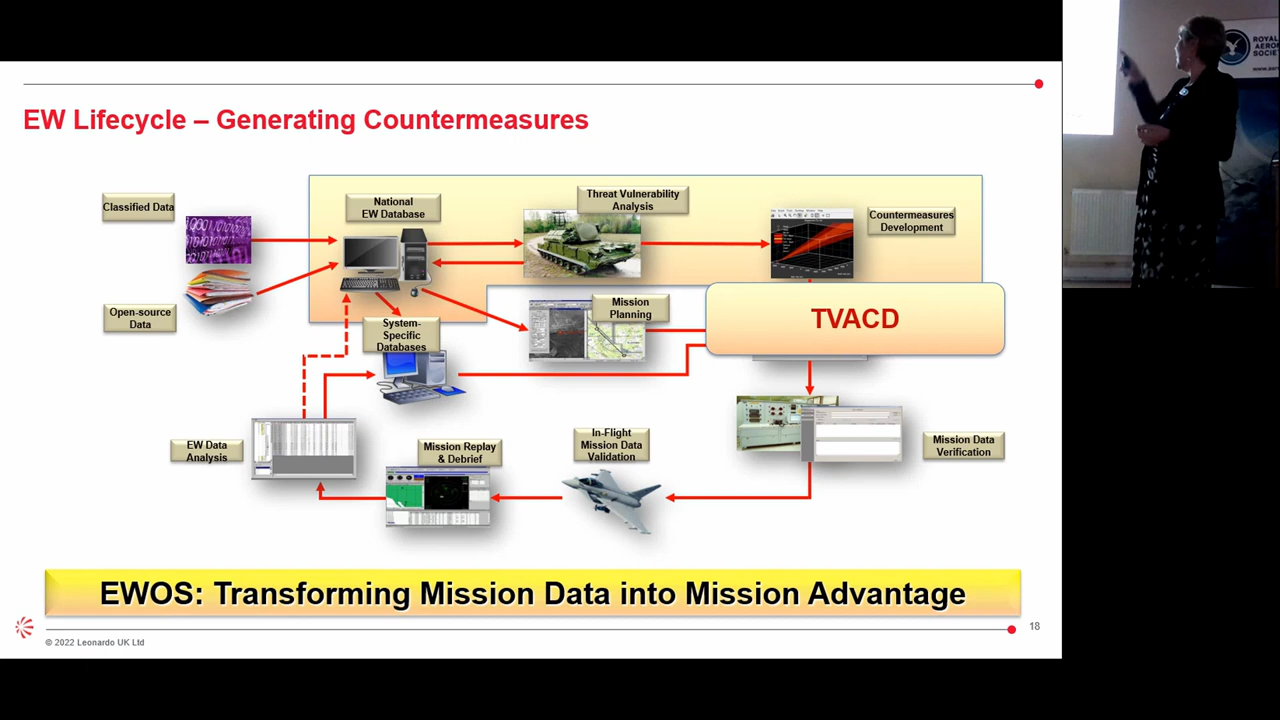 EW Lifecycle – Generating Countermeasures
Classified Data
National
EW Database
Threat Vulnerability
Analysis
Countermeasures
Development
Open-source
Data
System-
Specific
Databases
Mission
Planning
TVACD
EW Data
Analysis
Mission Replay
& Debrief
In-Flight
Mission Data
Validation
Mission Data
Verification
EWOS: Transforming Mission Data into Mission Advantage
© 2022 Leonardo UK Ltd
18
ROYAL
AERO
SOCIE